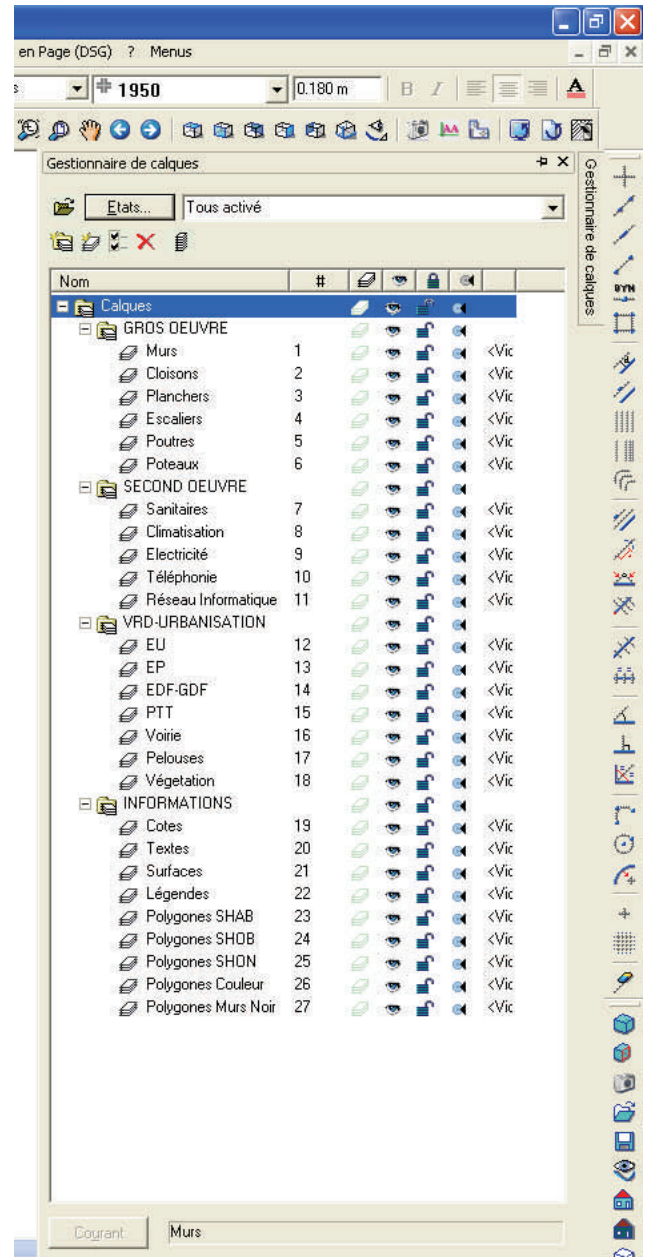 en Page (DSG) ? Menus
s 1950 0.180 m B I A
Gestionnaire de calques
Gestionnaire de calques
Etats... Tous activé
Nom #
Calques
GROS OEUVRE
Murs 1 <Vic
Cloisons 2 <Vic
Planchers 3 <Vic
Escaliers 4 <Vic
Poutres 5 <Vic
Poteaux 6 <Vic
SECOND OEUVRE
Sanitaires 7 <Vic
Climatisation 8 <Vic
Electricité 9 <Vic
Téléphonie 10 <Vic
Réseau Informatique 11 <Vic
VRD-URBANISATION
EU 12 <Vic
EP 13 <Vic
EDF-GDF 14 <Vic
PTT 15 <Vic
Voirie 16 <Vic
Pelouses 17 <Vic
Végetation 18 <Vic
INFORMATIONS
Cotes 19 <Vic
Textes 20 <Vic
Surfaces 21 <Vic
Légendes 22 <Vic
Polygones SHAB 23 <Vic
Polygones SHOB 24 <Vic
Polygones SHON 25 <Vic
Polygones Couleur 26 <Vic
Polygones Murs Noir 27 <Vic
Courant Murs
DYN